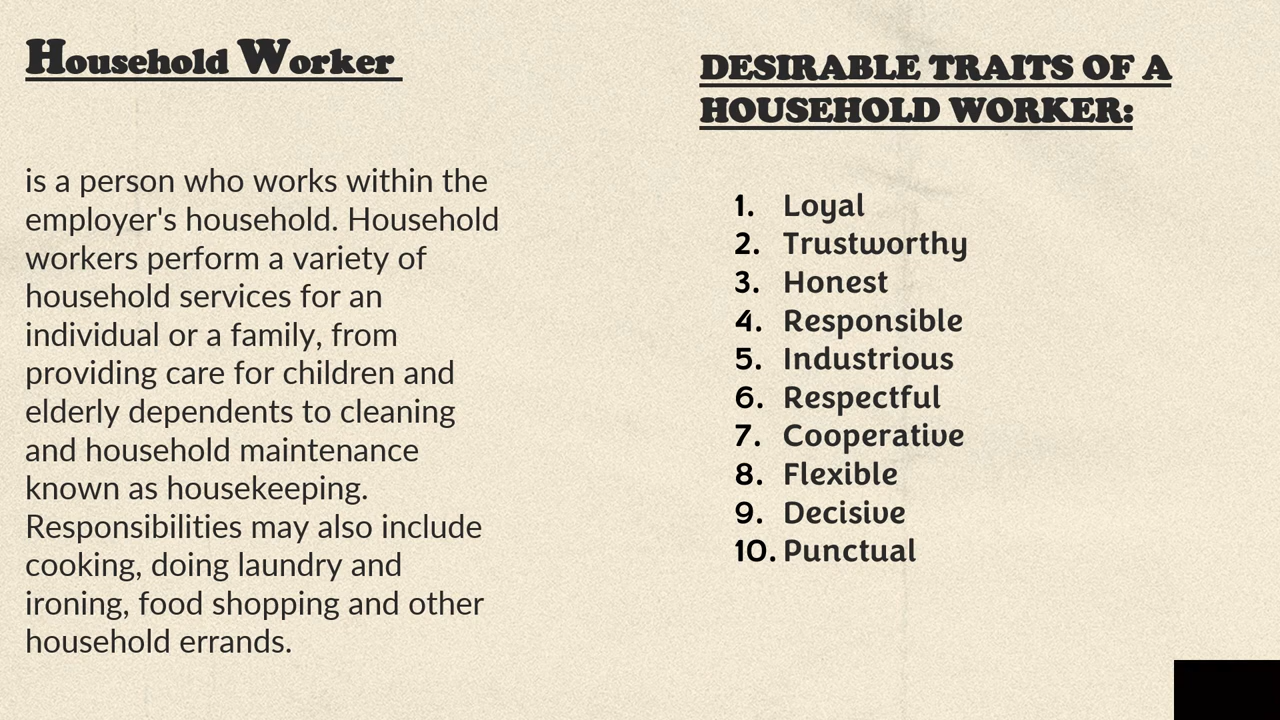 Household Worker
is a person who works within the
employer's household. Household
workers perform a variety of
household services for an
individual or a family, from
providing care for children and
elderly dependents to cleaning
and household maintenance
known as housekeeping.
Responsibilities may also include
cooking, doing laundry and
ironing, food shopping and other
household errands.
DESIRABLE TRAITS OF A
HOUSEHOLD WORKER:
1. Loyal
2. Trustworthy
3. Honest
4. Responsible
5. Industrious
6. Respectful
7. Cooperative
8. Flexible
9. Decisive
10. Punctual